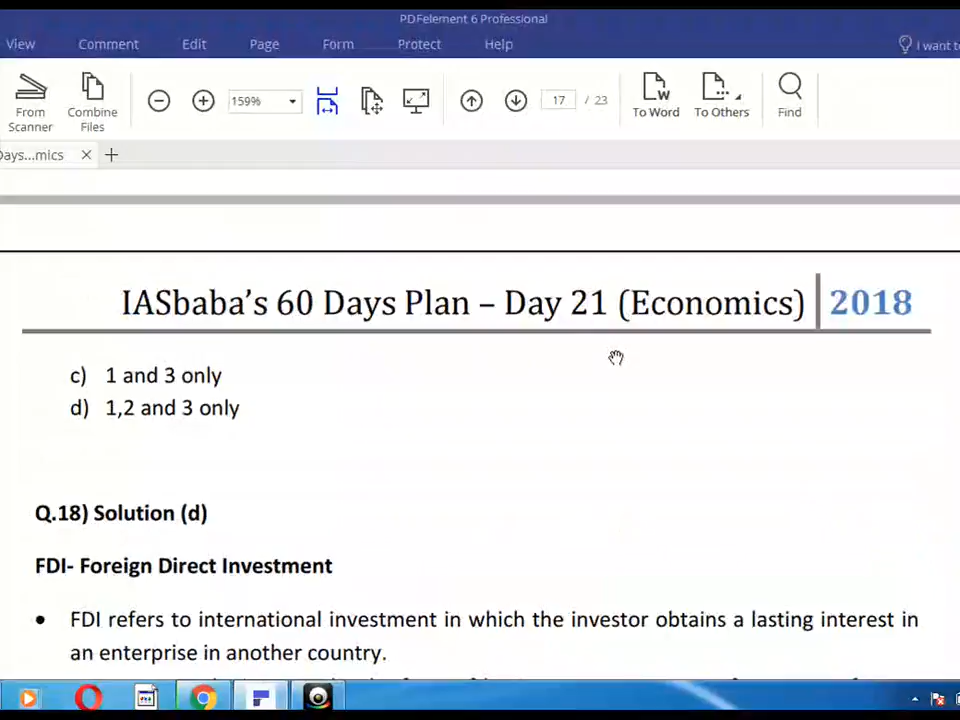 PDFelement 6 Professional
View Comment Edit Page Form Protect Help I want to
From Scanner
Combine Files
159%
17 / 23
To Word
To Others
Find
Days...mics
IASbaba's 60 Days Plan – Day 21 (Economics) 2018
c) 1 and 3 only
d) 1,2 and 3 only
Q.18) Solution (d)
FDI- Foreign Direct Investment
• FDI refers to international investment in which the investor obtains a lasting interest in
an enterprise in another country.